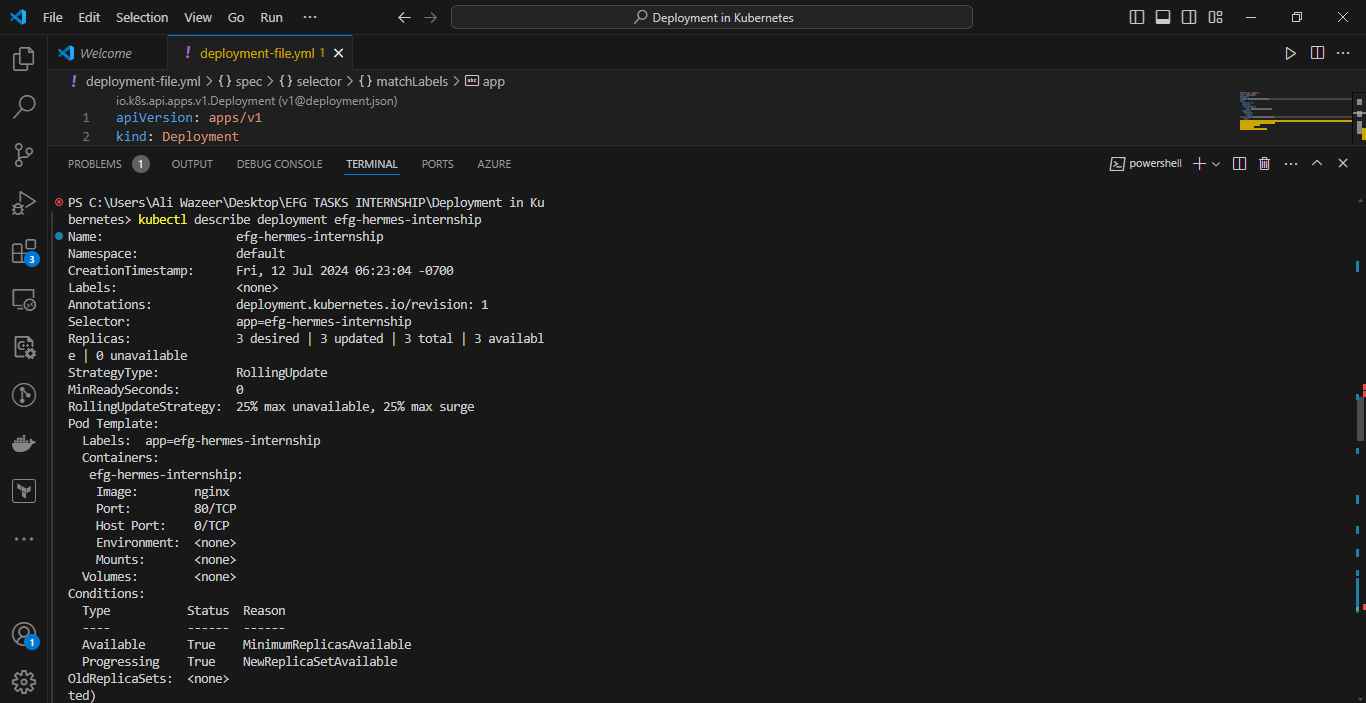 File Edit Selection View Go Run ··· Deployment in Kubernetes
Welcome ! deployment-file.yml 1
! deployment-file.yml > {} spec > {} selector > {} matchLabels > abc app
io.k8s.api.apps.v1.Deployment (v1@deployment.json)
1 apiVersion: apps/v1
2 kind: Deployment
PROBLEMS 1 OUTPUT DEBUG CONSOLE TERMINAL PORTS AZURE powershell
PS C:\Users\Ali Wazeer\Desktop\EFG TASKS INTERNSHIP\Deployment in Ku
bernetes> kubectl describe deployment efg-hermes-internship
Name: efg-hermes-internship
Namespace: default
CreationTimestamp: Fri, 12 Jul 2024 06:23:04 -0700
Labels: <none>
Annotations: deployment.kubernetes.io/revision: 1
Selector: app=efg-hermes-internship
Replicas: 3 desired | 3 updated | 3 total | 3 availabl
e | 0 unavailable
StrategyType: RollingUpdate
MinReadySeconds: 0
RollingUpdateStrategy: 25% max unavailable, 25% max surge
Pod Template:
Labels: app=efg-hermes-internship
Containers:
efg-hermes-internship:
Image: nginx
Port: 80/TCP
Host Port: 0/TCP
Environment: <none>
Mounts: <none>
Volumes: <none>
Conditions:
Type Status Reason
---- ------ ------
Available True MinimumReplicasAvailable
Progressing True NewReplicaSetAvailable
OldReplicaSets: <none>
ted)
3
1